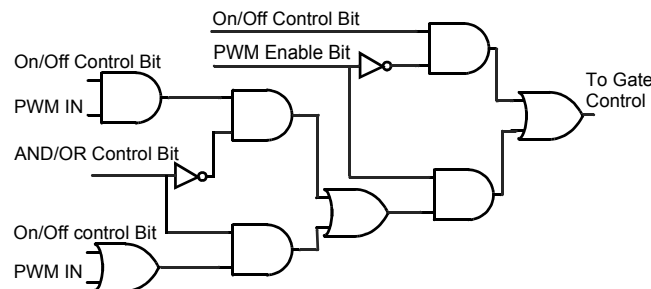 On/Off Control Bit
PWM Enable Bit
On/Off Control Bit
PWM IN
To Gate
Control
AND/OR Control Bit
On/Off control Bit
PWM IN